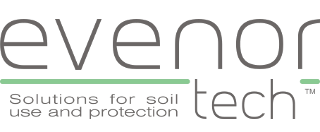 evenor
tech™
Solutions for soil
use and protection